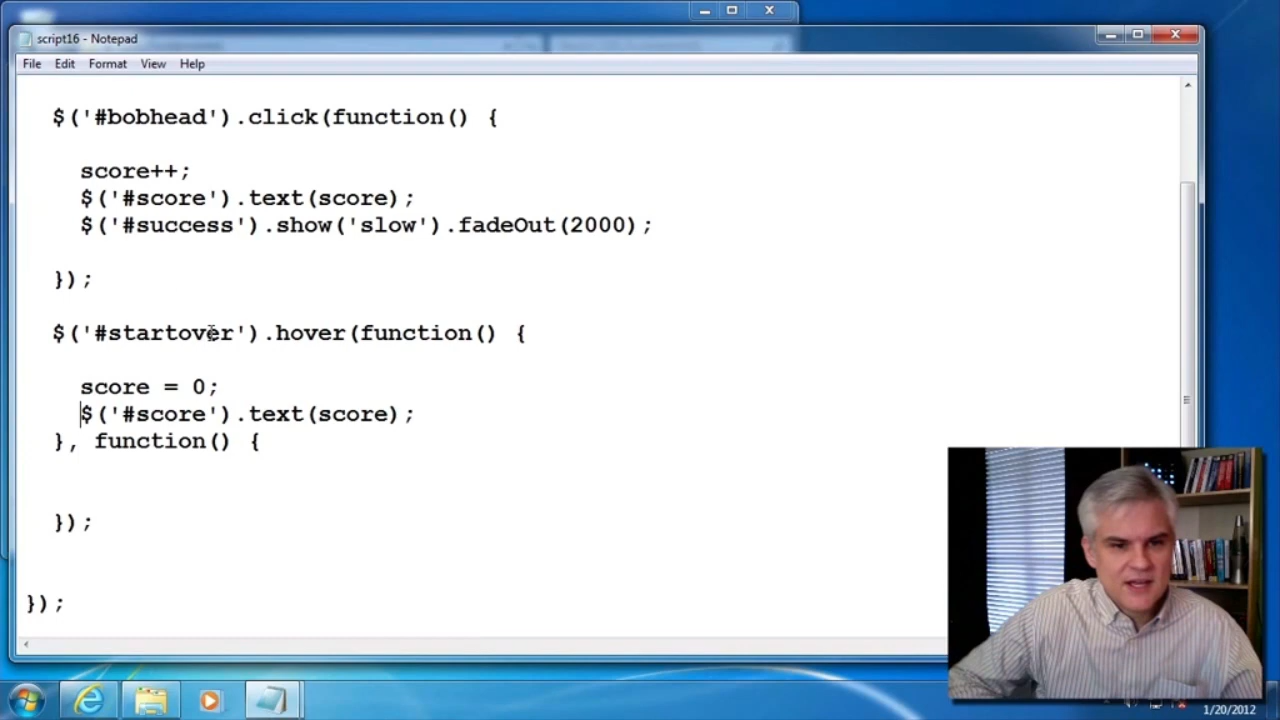 script16 - Notepad
File Edit Format View Help
$('#bobhead').click(function() {
score++;
$('#score').text(score);
$('#success').show('slow').fadeOut(2000);
});
$('#startover').hover(function() {
score = 0;
$('#score').text(score);
}, function() {
});
});
1/20/2012